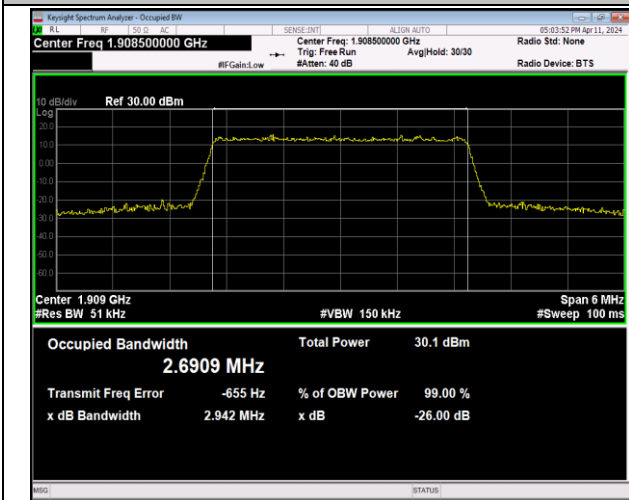 Keysight Spectrum Analyzer - Occupied BW
RL RF 50 Ω AC SENSE:INT ALIGN AUTO 05:03:52 PM Apr 11, 2024
Center Freq 1.908500000 GHz Center Freq: 1.908500000 GHz Radio Std: None
Trig: Free Run Avg|Hold: 30/30
#IFGain:Low #Atten: 40 dB Radio Device: BTS
10 dB/div Ref 30.00 dBm
Log
20.0
10.0
0.00
-10.0
-20.0
-30.0
-40.0
-50.0
-60.0
Center 1.909 GHz Span 6 MHz
#Res BW 51 kHz #VBW 150 kHz #Sweep 100 ms
Occupied Bandwidth Total Power 30.1 dBm
2.6909 MHz
Transmit Freq Error -655 Hz % of OBW Power 99.00 %
x dB Bandwidth 2.942 MHz x dB -26.00 dB
MSG STATUS